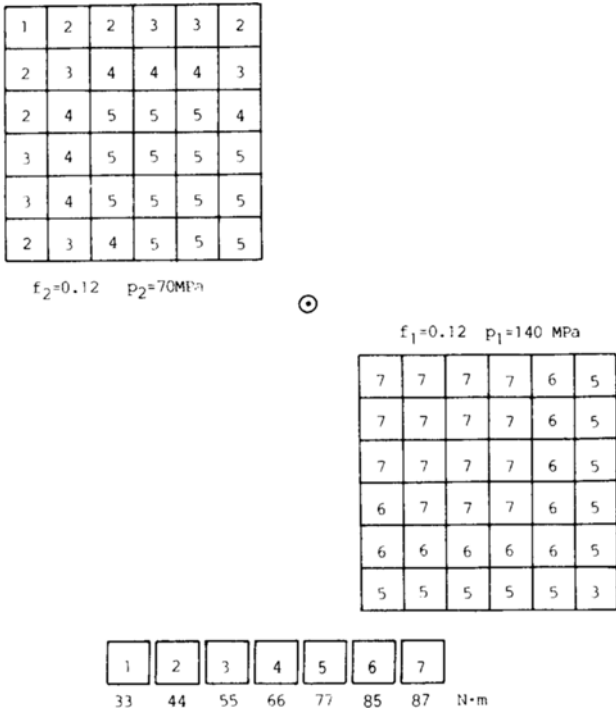 1 2 2 3 3 2
2 3 4 4 4 3
2 4 5 5 5 4
3 4 5 5 5 5
3 4 5 5 5 5
2 3 4 5 5 5
f2=0.12 p2=70MPa
f1=0.12 p1=140 MPa
7 7 7 7 6 5
7 7 7 7 6 5
7 7 7 7 6 5
6 7 7 7 6 5
6 6 6 6 6 5
5 5 5 5 5 3
1 2 3 4 5 6 7
33 44 55 66 77 85 87 N·m